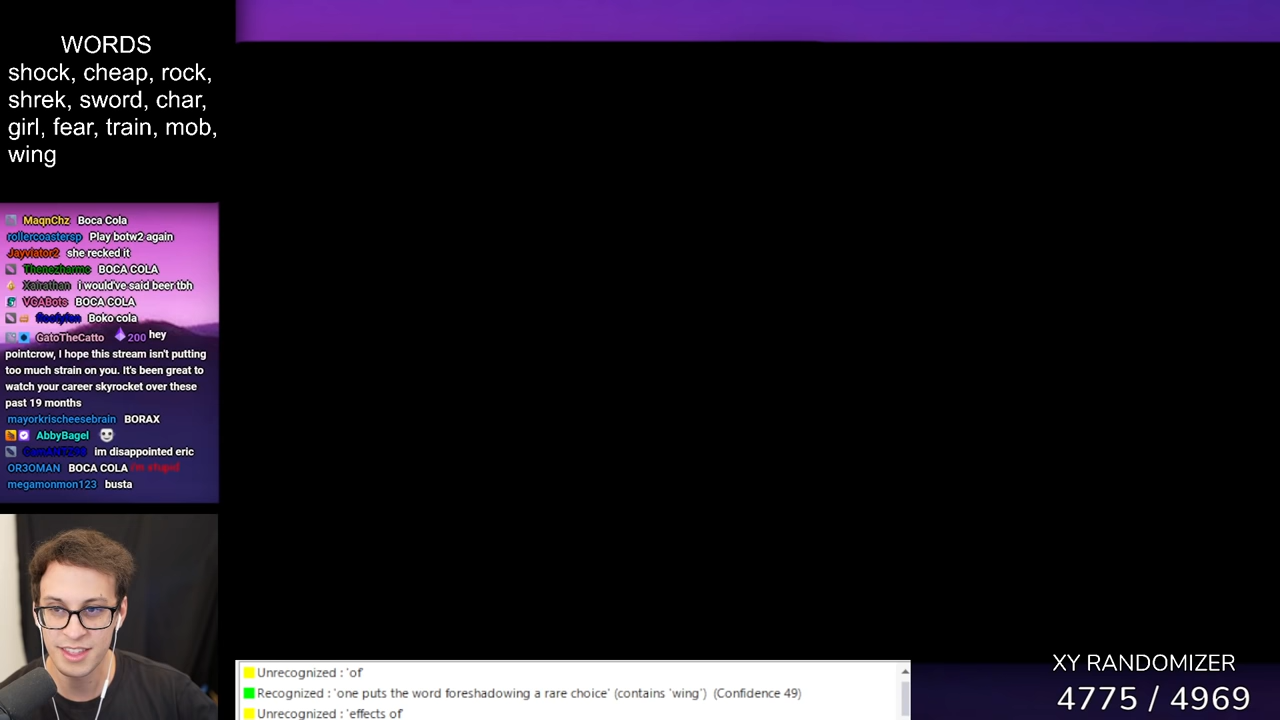 WORDS
shock, cheap, rock,
shrek, sword, char,
girl, fear, train, mob,
wing
MaqnChz Boca Cola
rollercoastersp Play botw2 again
Jayviator2 she recked it
Thenezharmc BOCA COLA
Xairathan i would've said beer tbh
VGABots BOCA COLA
Boko cola
GatoTheCatto 200 hey
pointcrow, I hope this stream isn't putting
too much strain on you. It's been great to
watch your career skyrocket over these
past 19 months
mayorkrischeesebrain BORAX
AbbyBagel
im disappointed eric
OR3OMAN BOCA COLA i'm stupid
megamonmon123 busta
Unrecognized : 'of'
Recognized : 'one puts the word foreshadowing a rare choice' (contains 'wing') (Confidence 49)
Unrecognized : 'effects of'
XY RANDOMIZER
4775 / 4969